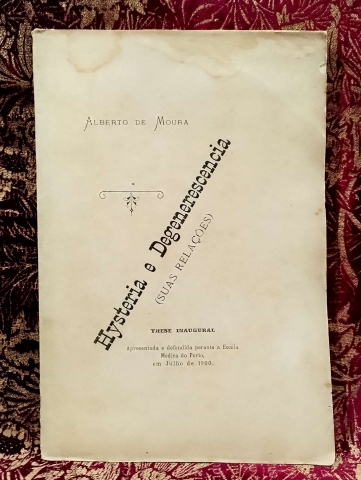 ALBERTO DE MOURA
Hysteria e Degenerescencia
(SUAS RELAÇÕES)
THESE INAUGURAL
Apresentada e defendida perante a Escola
Medica do Porto,
em Julho de 1900.